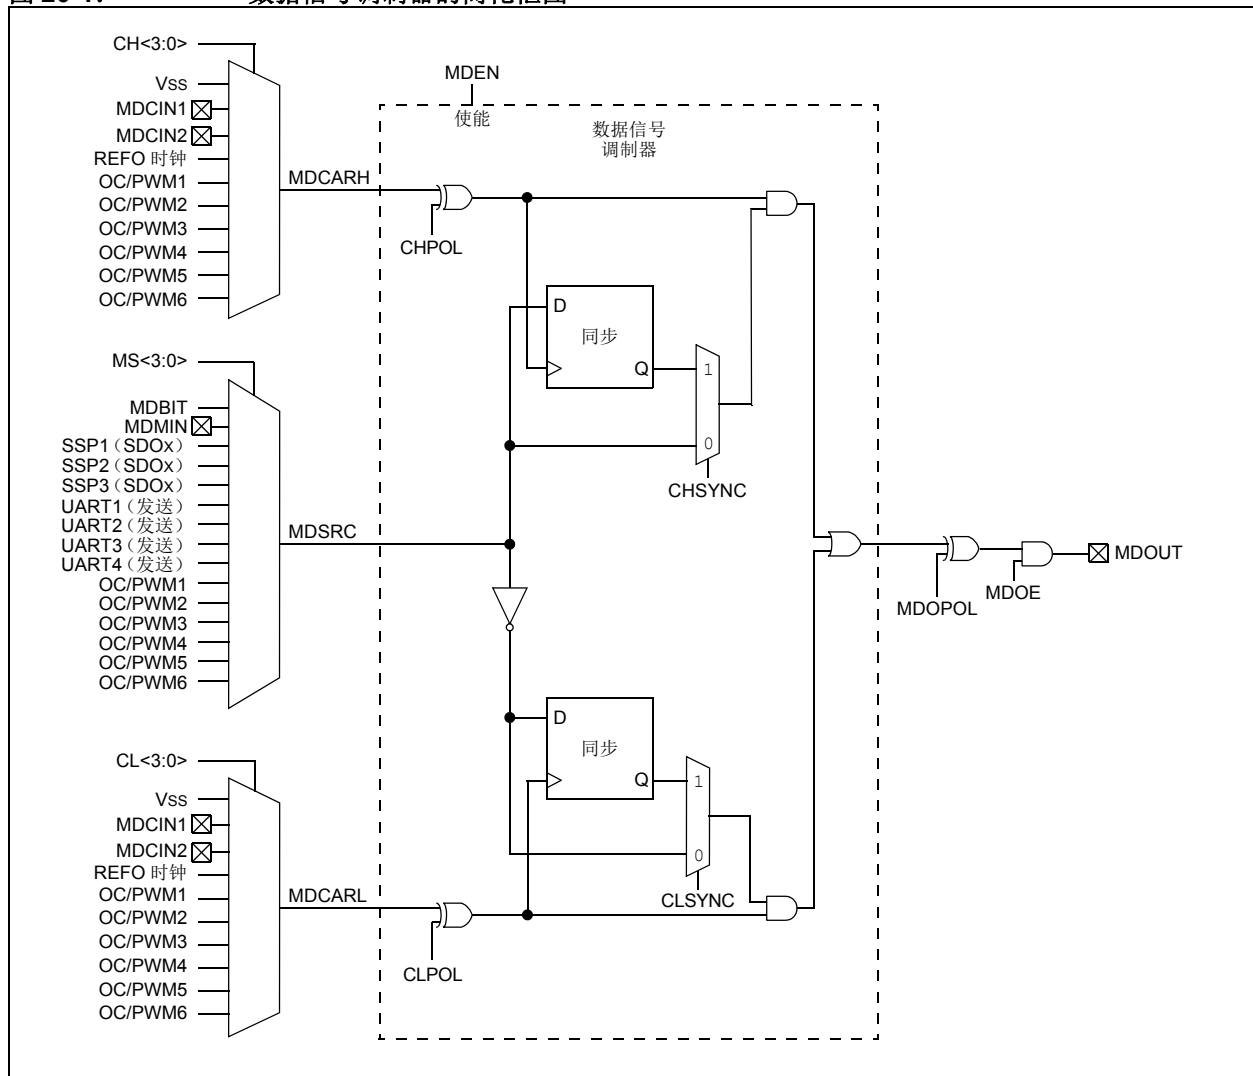 CH<3:0>
VSS
MDCIN1
MDCIN2
REFO 时钟
OC/PWM1
OC/PWM2
OC/PWM3
OC/PWM4
OC/PWM5
OC/PWM6
MDCARH
MDEN
使能
数据信号
调制器
CHPOL
D
同步
Q
1
0
CHSYNC
MS<3:0>
MDBIT
MDMIN
SSP1（SDOx）
SSP2（SDOx）
SSP3（SDOx）
UART1（发送）
UART2（发送）
UART3（发送）
UART4（发送）
OC/PWM1
OC/PWM2
OC/PWM3
OC/PWM4
OC/PWM5
OC/PWM6
MDSRC
MDOPOL
MDOE
MDOUT
D
同步
Q
1
0
CLSYNC
CL<3:0>
VSS
MDCIN1
MDCIN2
REFO 时钟
OC/PWM1
OC/PWM2
OC/PWM3
OC/PWM4
OC/PWM5
OC/PWM6
MDCARL
CLPOL